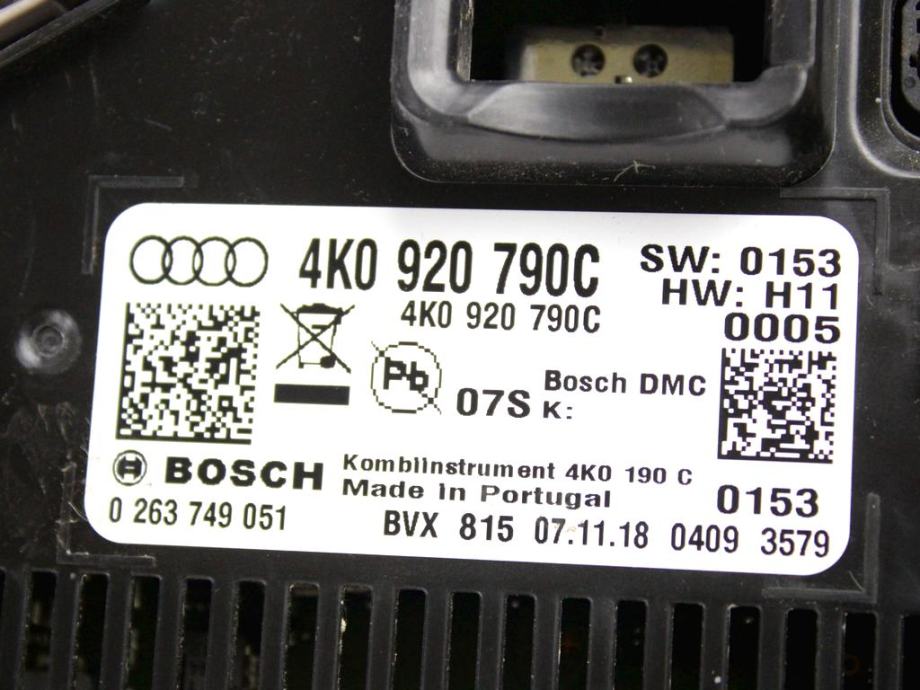 4K0 920 790C SW: 0153
4K0 920 790C HW: H11
0005
Pb 07S Bosch DMC
K:
BOSCH Kombiinstrument 4K0 190 C
Made in Portugal 0153
0 263 749 051 BVX 815 07.11.18 0409 3579